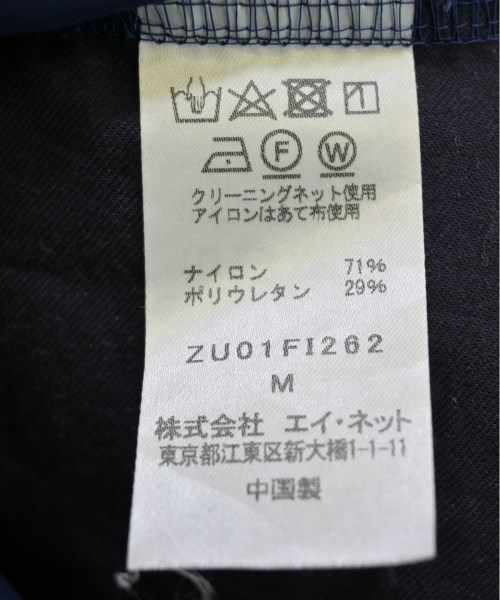 F W
クリーニングネット使用
アイロンはあて布使用
ナイロン 71%
ポリウレタン 29%
ZU01FI262
M
株式会社 エイ・ネット
東京都江東区新大橋1-1-11
中国製